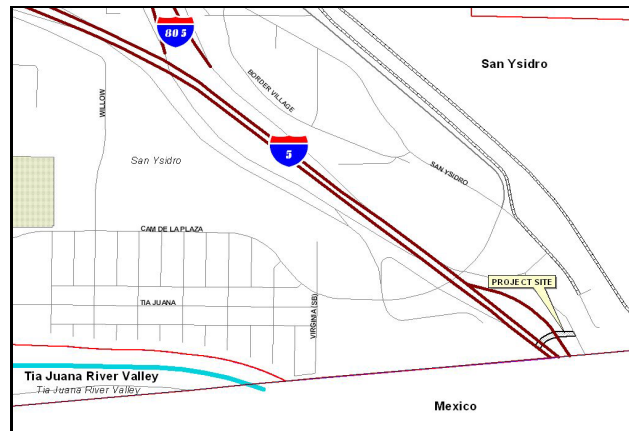 805
San Ysidro
BORDER VILLAGE
WILLOW
5
San Ysidro
SAN YSIDRO
CAM DE LA PLAZA
PROJECT SITE
TIA JUANA
VIRGINIA (SB)
Tia Juana River Valley
Tia Juana River Valley
Mexico